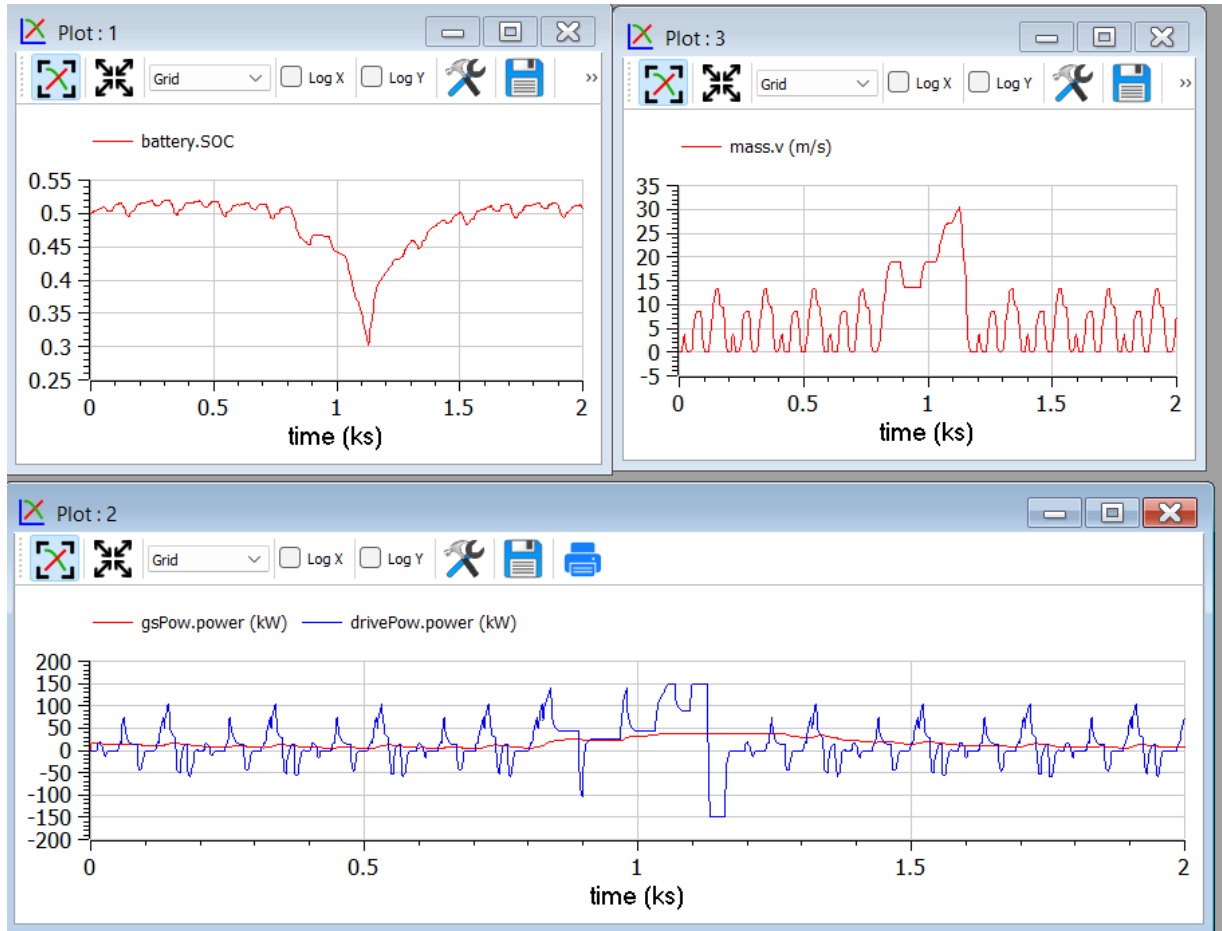 Plot : 1
Grid Log X Log Y »
battery.SOC
0.55
0.5
0.45
0.4
0.35
0.3
0.25
0 0.5 1 1.5 2
time (ks)
Plot : 3
Grid Log X Log Y »
mass.v (m/s)
35
30
25
20
15
10
5
0
-5
0 0.5 1 1.5 2
time (ks)
Plot : 2
Grid Log X Log Y
gsPow.power (kW) drivePow.power (kW)
200
150
100
50
0
-50
-100
-150
-200
0 0.5 1 1.5 2
time (ks)